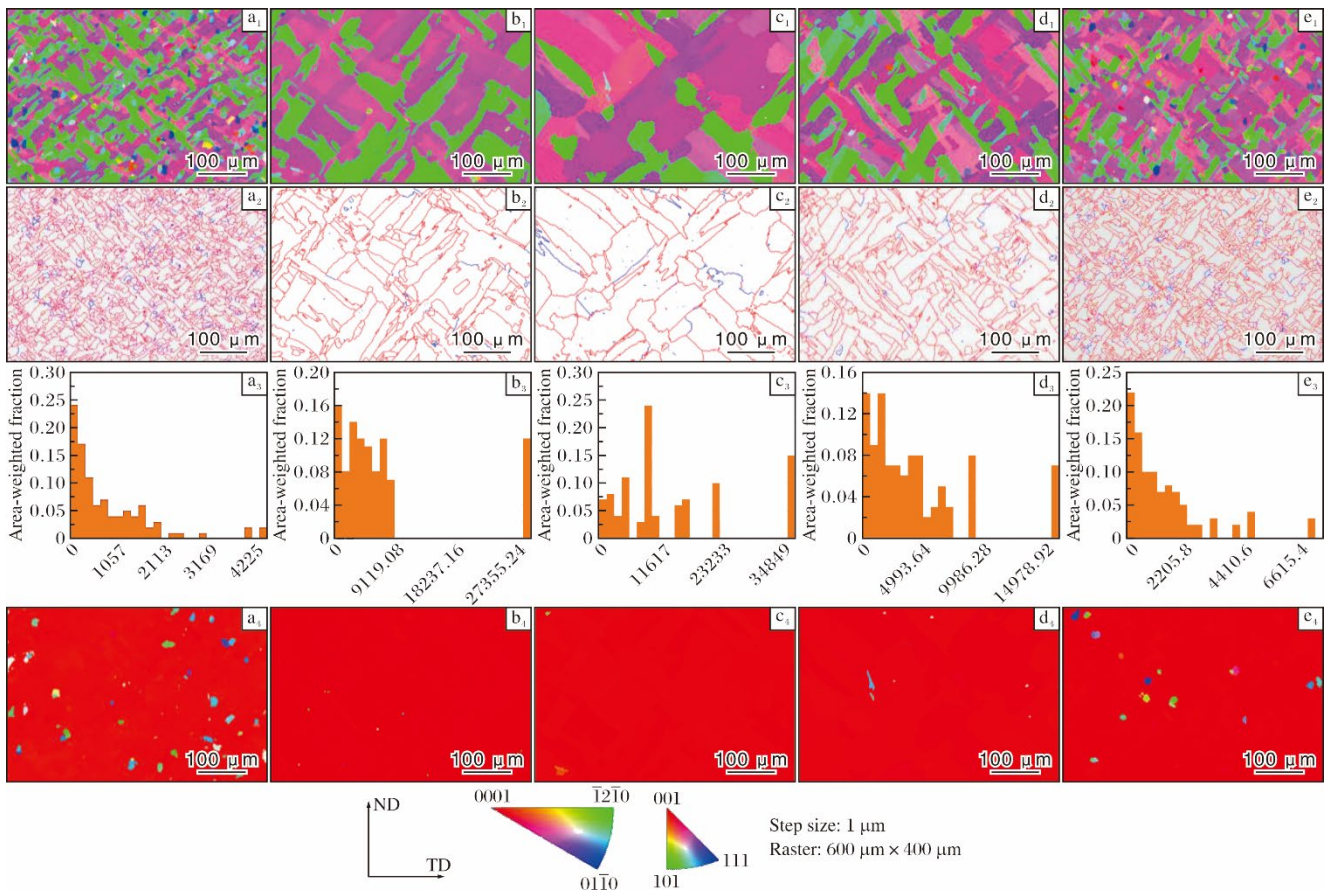 a₁ b₁ c₁ d₁ e₁
100 μm 100 μm 100 μm 100 μm 100 μm
a₂ b₂ c₂ d₂ e₂
100 μm 100 μm 100 μm 100 μm 100 μm
Area-weighted fraction
0.30
0.25
0.20
0.15
0.10
0.05
0
a₃
0 1057 2113 3169 4225
Area-weighted fraction
0.20
0.16
0.12
0.08
0.04
0
b₃
0 9119.08 18237.16 27355.24
Area-weighted fraction
0.30
0.25
0.20
0.15
0.10
0.05
0
c₃
0 11617 23233 34849
Area-weighted fraction
0.16
0.12
0.08
0.04
0
d₃
0 4993.64 9986.28 14978.92
Area-weighted fraction
0.25
0.20
0.15
0.10
0.05
0
e₃
0 2205.8 4410.6 6615.4
a₄ b₄ c₄ d₄ e₄
100 μm 100 μm 100 μm 100 μm 100 μm
ND
TD
0001 1̅21̅0
011̅0
001
111
101
Step size: 1 μm
Raster: 600 μm × 400 μm